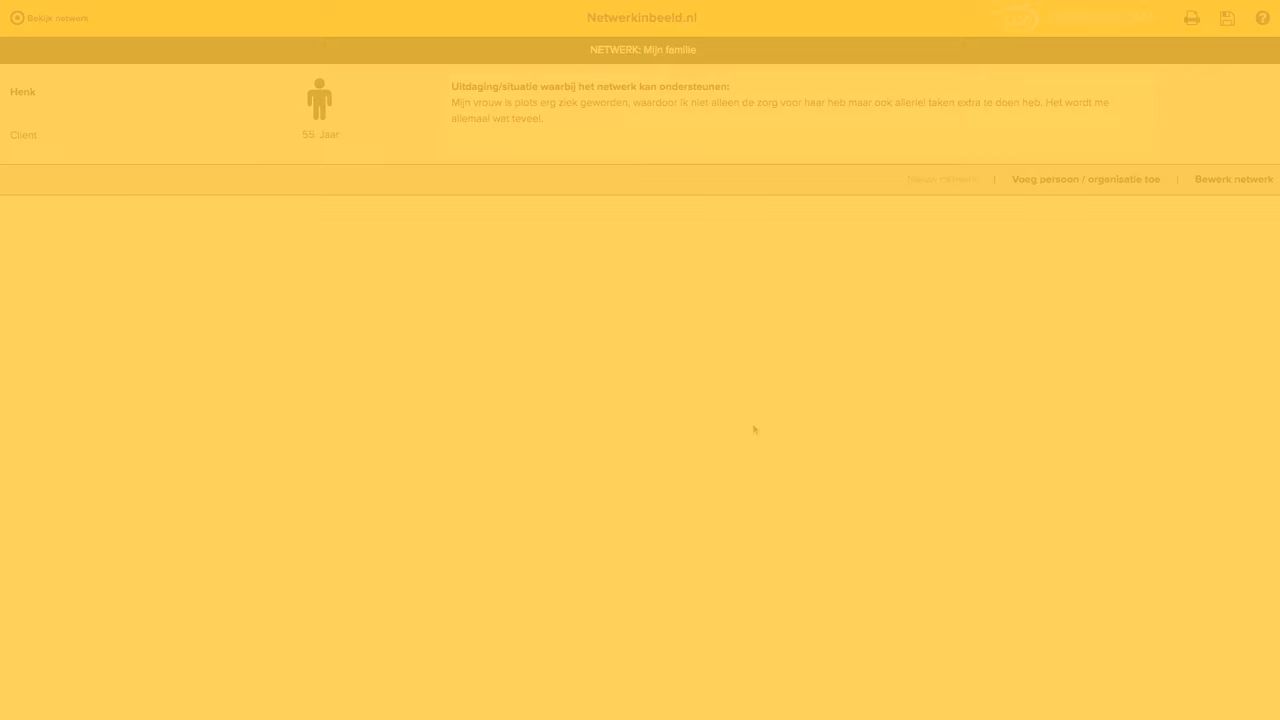 Bekijk netwerk
Netwerkinbeeld.nl
NETWERK: Mijn familie
Henk
Client
55 Jaar
Uitdaging/situatie waarbij het netwerk kan ondersteunen:
Mijn vrouw is plots erg ziek geworden, waardoor ik niet alleen de zorg voor haar heb maar ook allerlei taken extra te doen heb. Het wordt me
allemaal wat teveel.
| Voeg persoon / organisatie toe | Bewerk netwerk